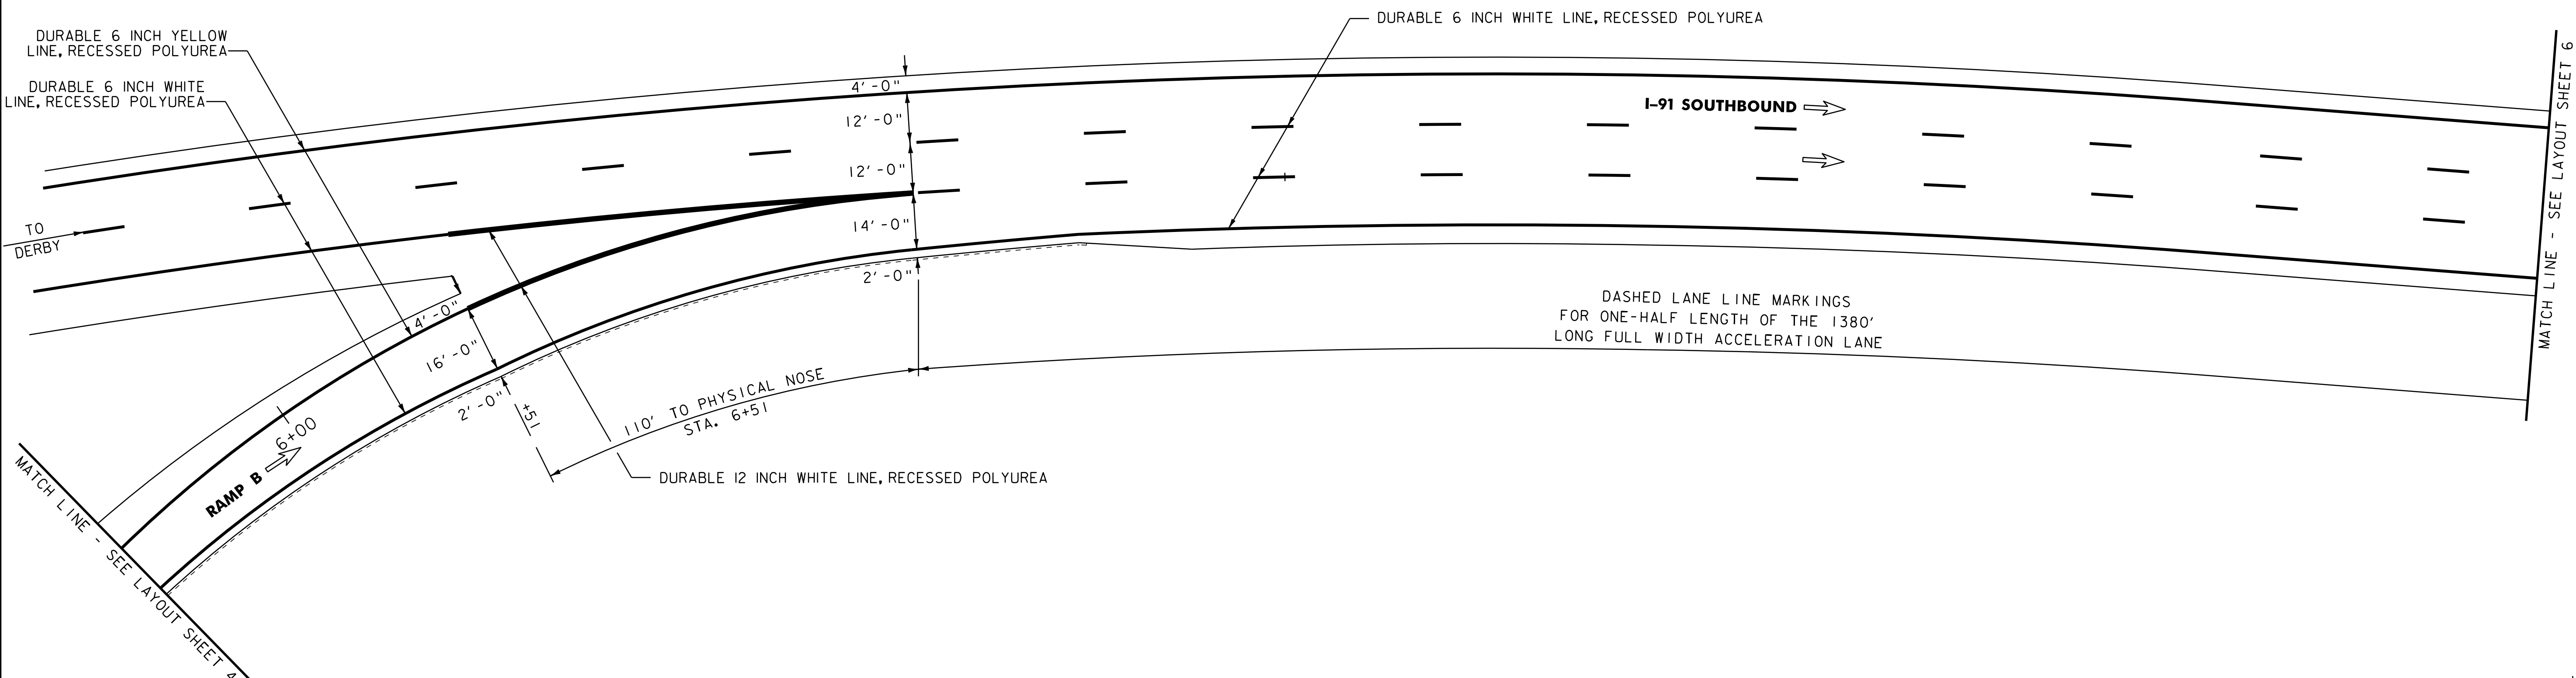 DURABLE 6 INCH YELLOW
LINE, RECESSED POLYUREA
DURABLE 6 INCH WHITE
LINE, RECESSED POLYUREA
DURABLE 6 INCH WHITE LINE, RECESSED POLYUREA
4'-0"
12'-0"
12'-0"
14'-0"
2'-0"
I-91 SOUTHBOUND
TO
DERBY
4'-0"
16'-0"
2'-0"
+51
6+00
RAMP B
110' TO PHYSICAL NOSE
STA. 6+51
DURABLE 12 INCH WHITE LINE, RECESSED POLYUREA
DASHED LANE LINE MARKINGS
FOR ONE-HALF LENGTH OF THE 1380'
LONG FULL WIDTH ACCELERATION LANE
MATCH LINE - SEE LAYOUT SHEET 6
MATCH LINE - SEE LAYOUT SHEET 4